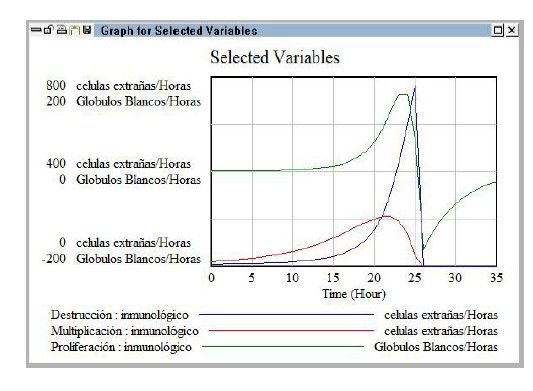 Graph for Selected Variables
Selected Variables
800 celulas extrañas/Horas
200 Globulos Blancos/Horas
400 celulas extrañas/Horas
0 Globulos Blancos/Horas
0 celulas extrañas/Horas
-200 Globulos Blancos/Horas
0 5 10 15 20 25 30 35
Time (Hour)
Destrucción : inmunológico celulas extrañas/Horas
Multiplicación : inmunológico celulas extrañas/Horas
Proliferación : inmunológico Globulos Blancos/Horas